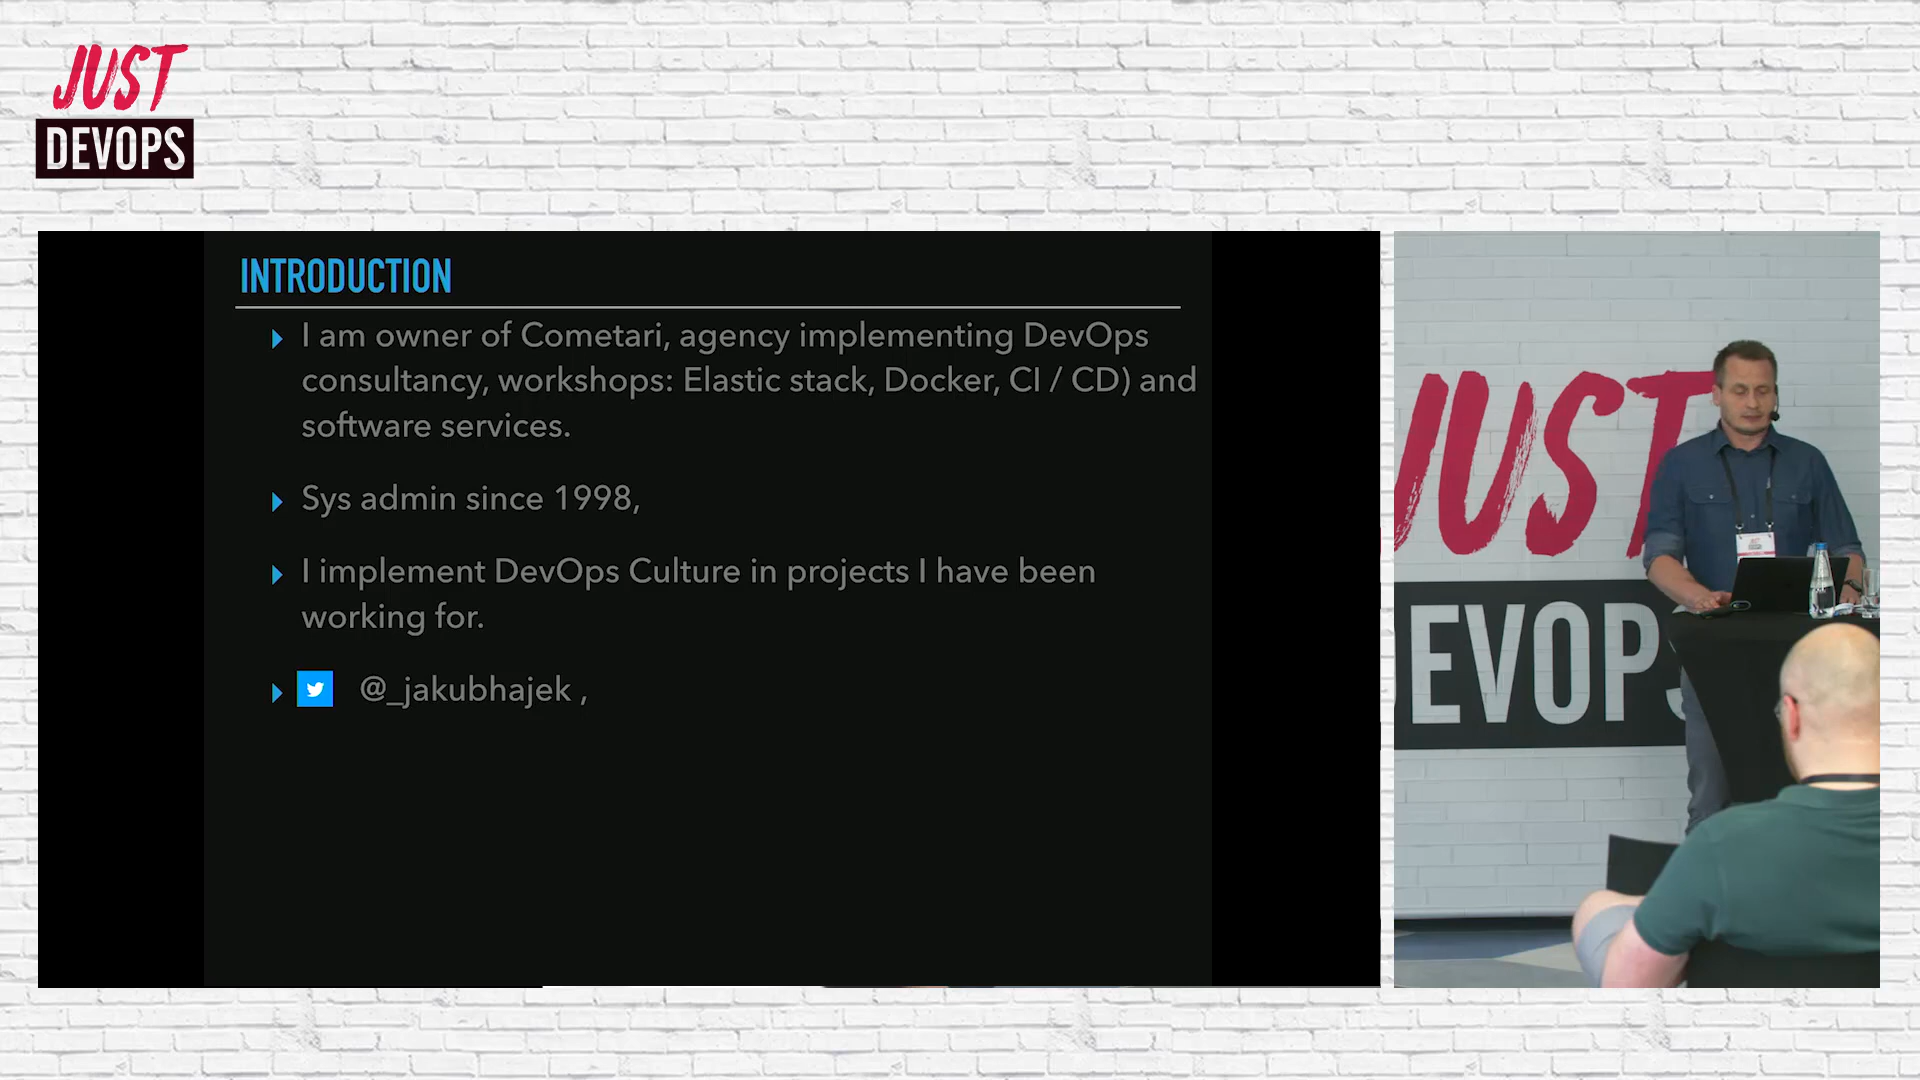 JUST
DEVOPS
INTRODUCTION
I am owner of Cometari, agency implementing DevOps
consultancy, workshops: Elastic stack, Docker, CI / CD) and
software services.
Sys admin since 1998,
I implement DevOps Culture in projects I have been
working for.
@_jakubhajek ,
JUST
DEVOPS